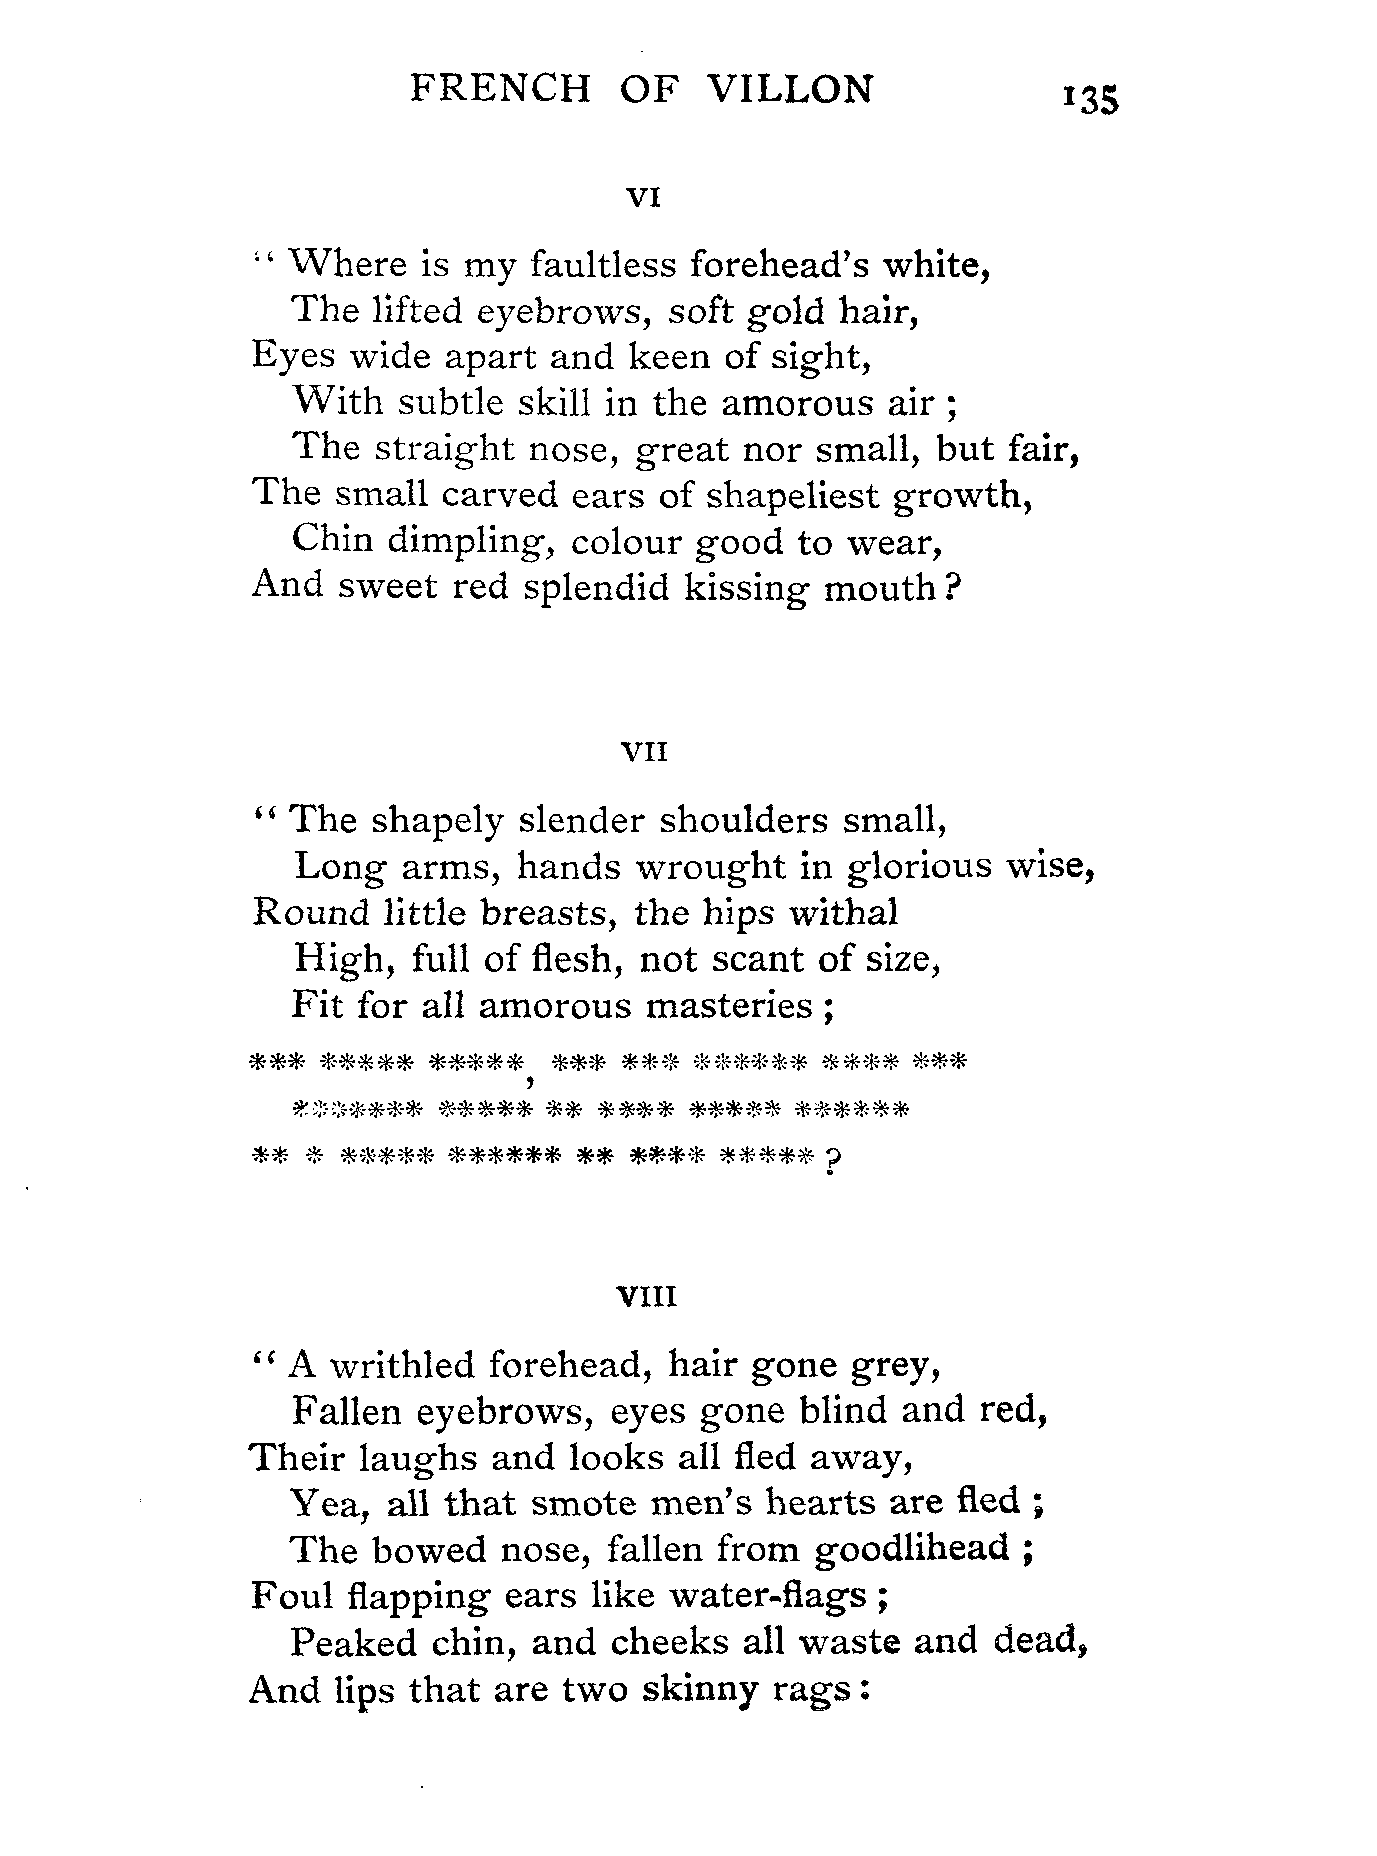 FRENCH OF VILLON 135
VI
“ Where is my faultless forehead's white,
The lifted eyebrows, soft gold hair,
Eyes wide apart and keen of sight,
With subtle skill in the amorous air ;
The straight nose, great nor small, but fair,
The small carved ears of shapeliest growth,
Chin dimpling, colour good to wear,
And sweet red splendid kissing mouth ?
VII
“ The shapely slender shoulders small,
Long arms, hands wrought in glorious wise,
Round little breasts, the hips withal
High, full of flesh, not scant of size,
Fit for all amorous masteries ;
*** ***** *****, *** *** ****** **** ***
******* ***** ** **** ***** ******
** * ***** ****** ** **** ***** ?
VIII
“ A writhled forehead, hair gone grey,
Fallen eyebrows, eyes gone blind and red,
Their laughs and looks all fled away,
Yea, all that smote men's hearts are fled ;
The bowed nose, fallen from goodlihead ;
Foul flapping ears like water-flags ;
Peaked chin, and cheeks all waste and dead,
And lips that are two skinny rags :